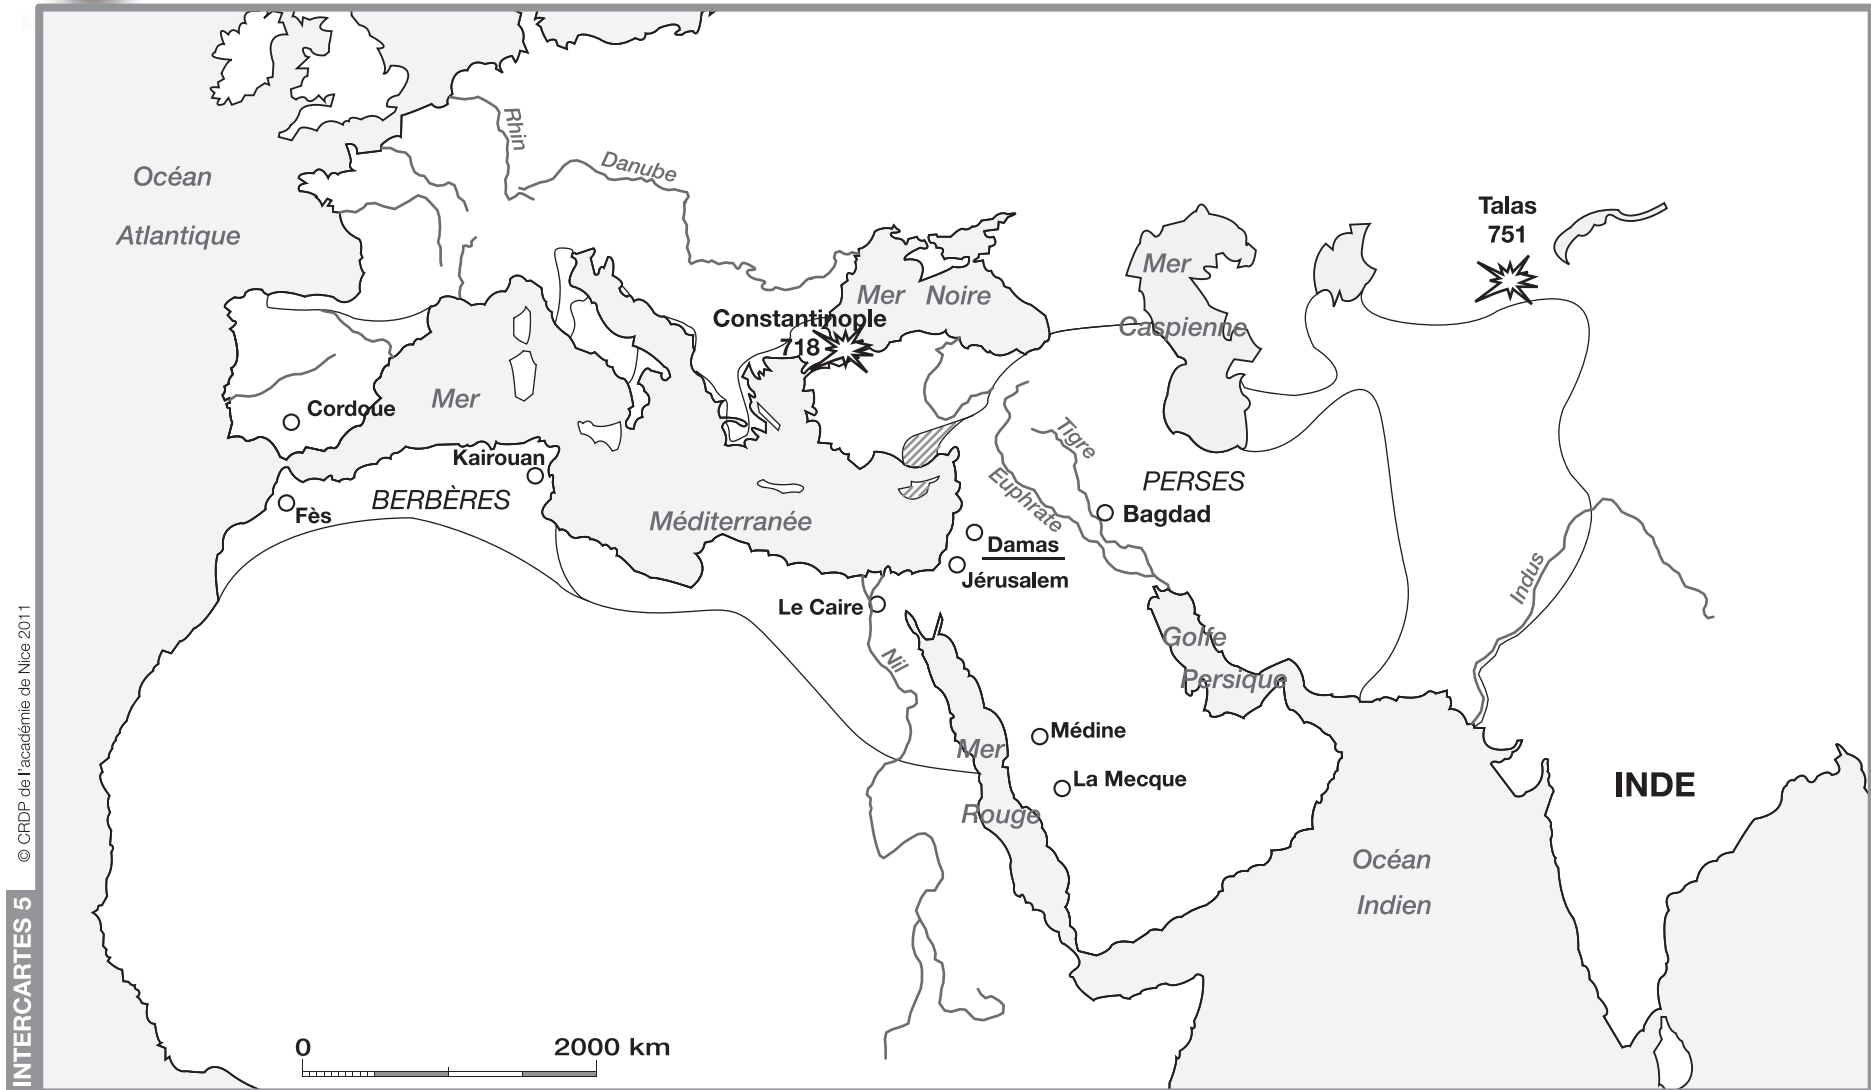 Rhin
Danube
Océan
Atlantique
Talas
751
Mer
Caspienne
Mer Noire
Constantinople
718
Mer
Méditerranée
Cordoue
Kairouan
BERBÈRES
Fès
Tigre
Euphrate
PERSES
Bagdad
Damas
Jérusalem
Le Caire
Nil
Golfe
Persique
Indus
Médine
Mer
Rouge
La Mecque
INDE
Océan
Indien
0 2000 km
© CRDP de l'académie de Nice 2011
INTERCARTES 5